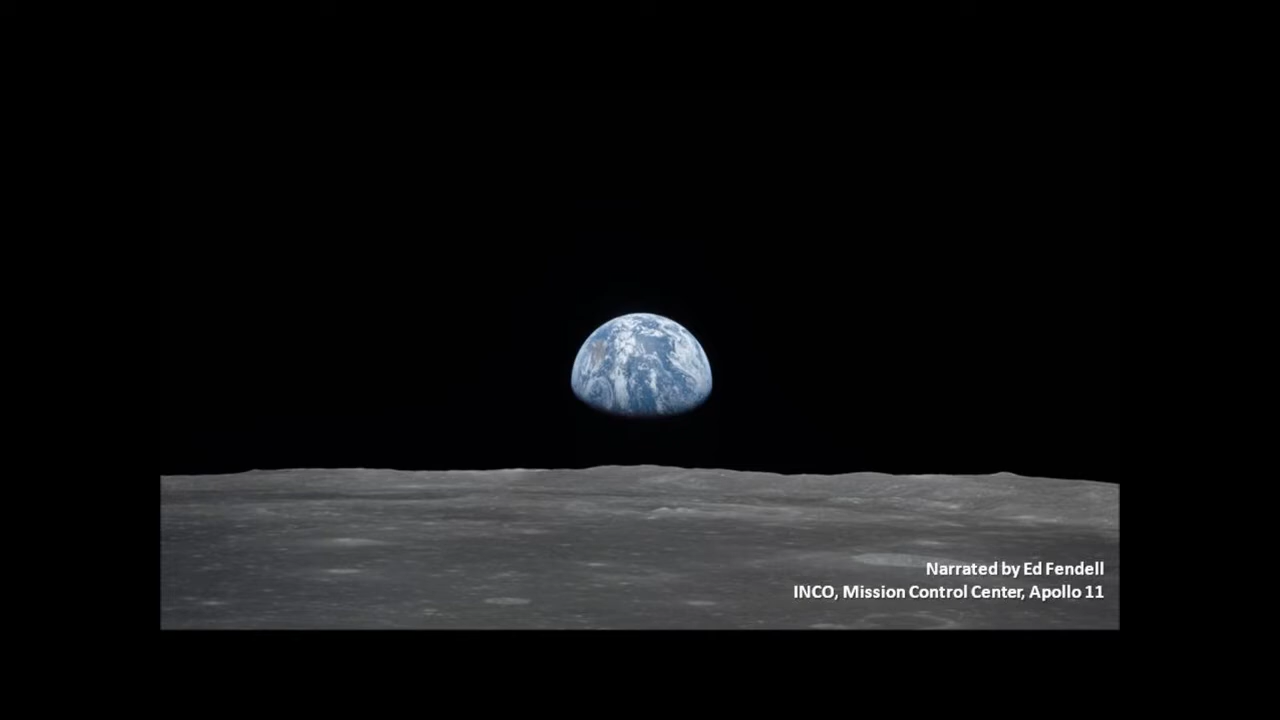 Narrated by Ed Fendell
INCO, Mission Control Center, Apollo 11